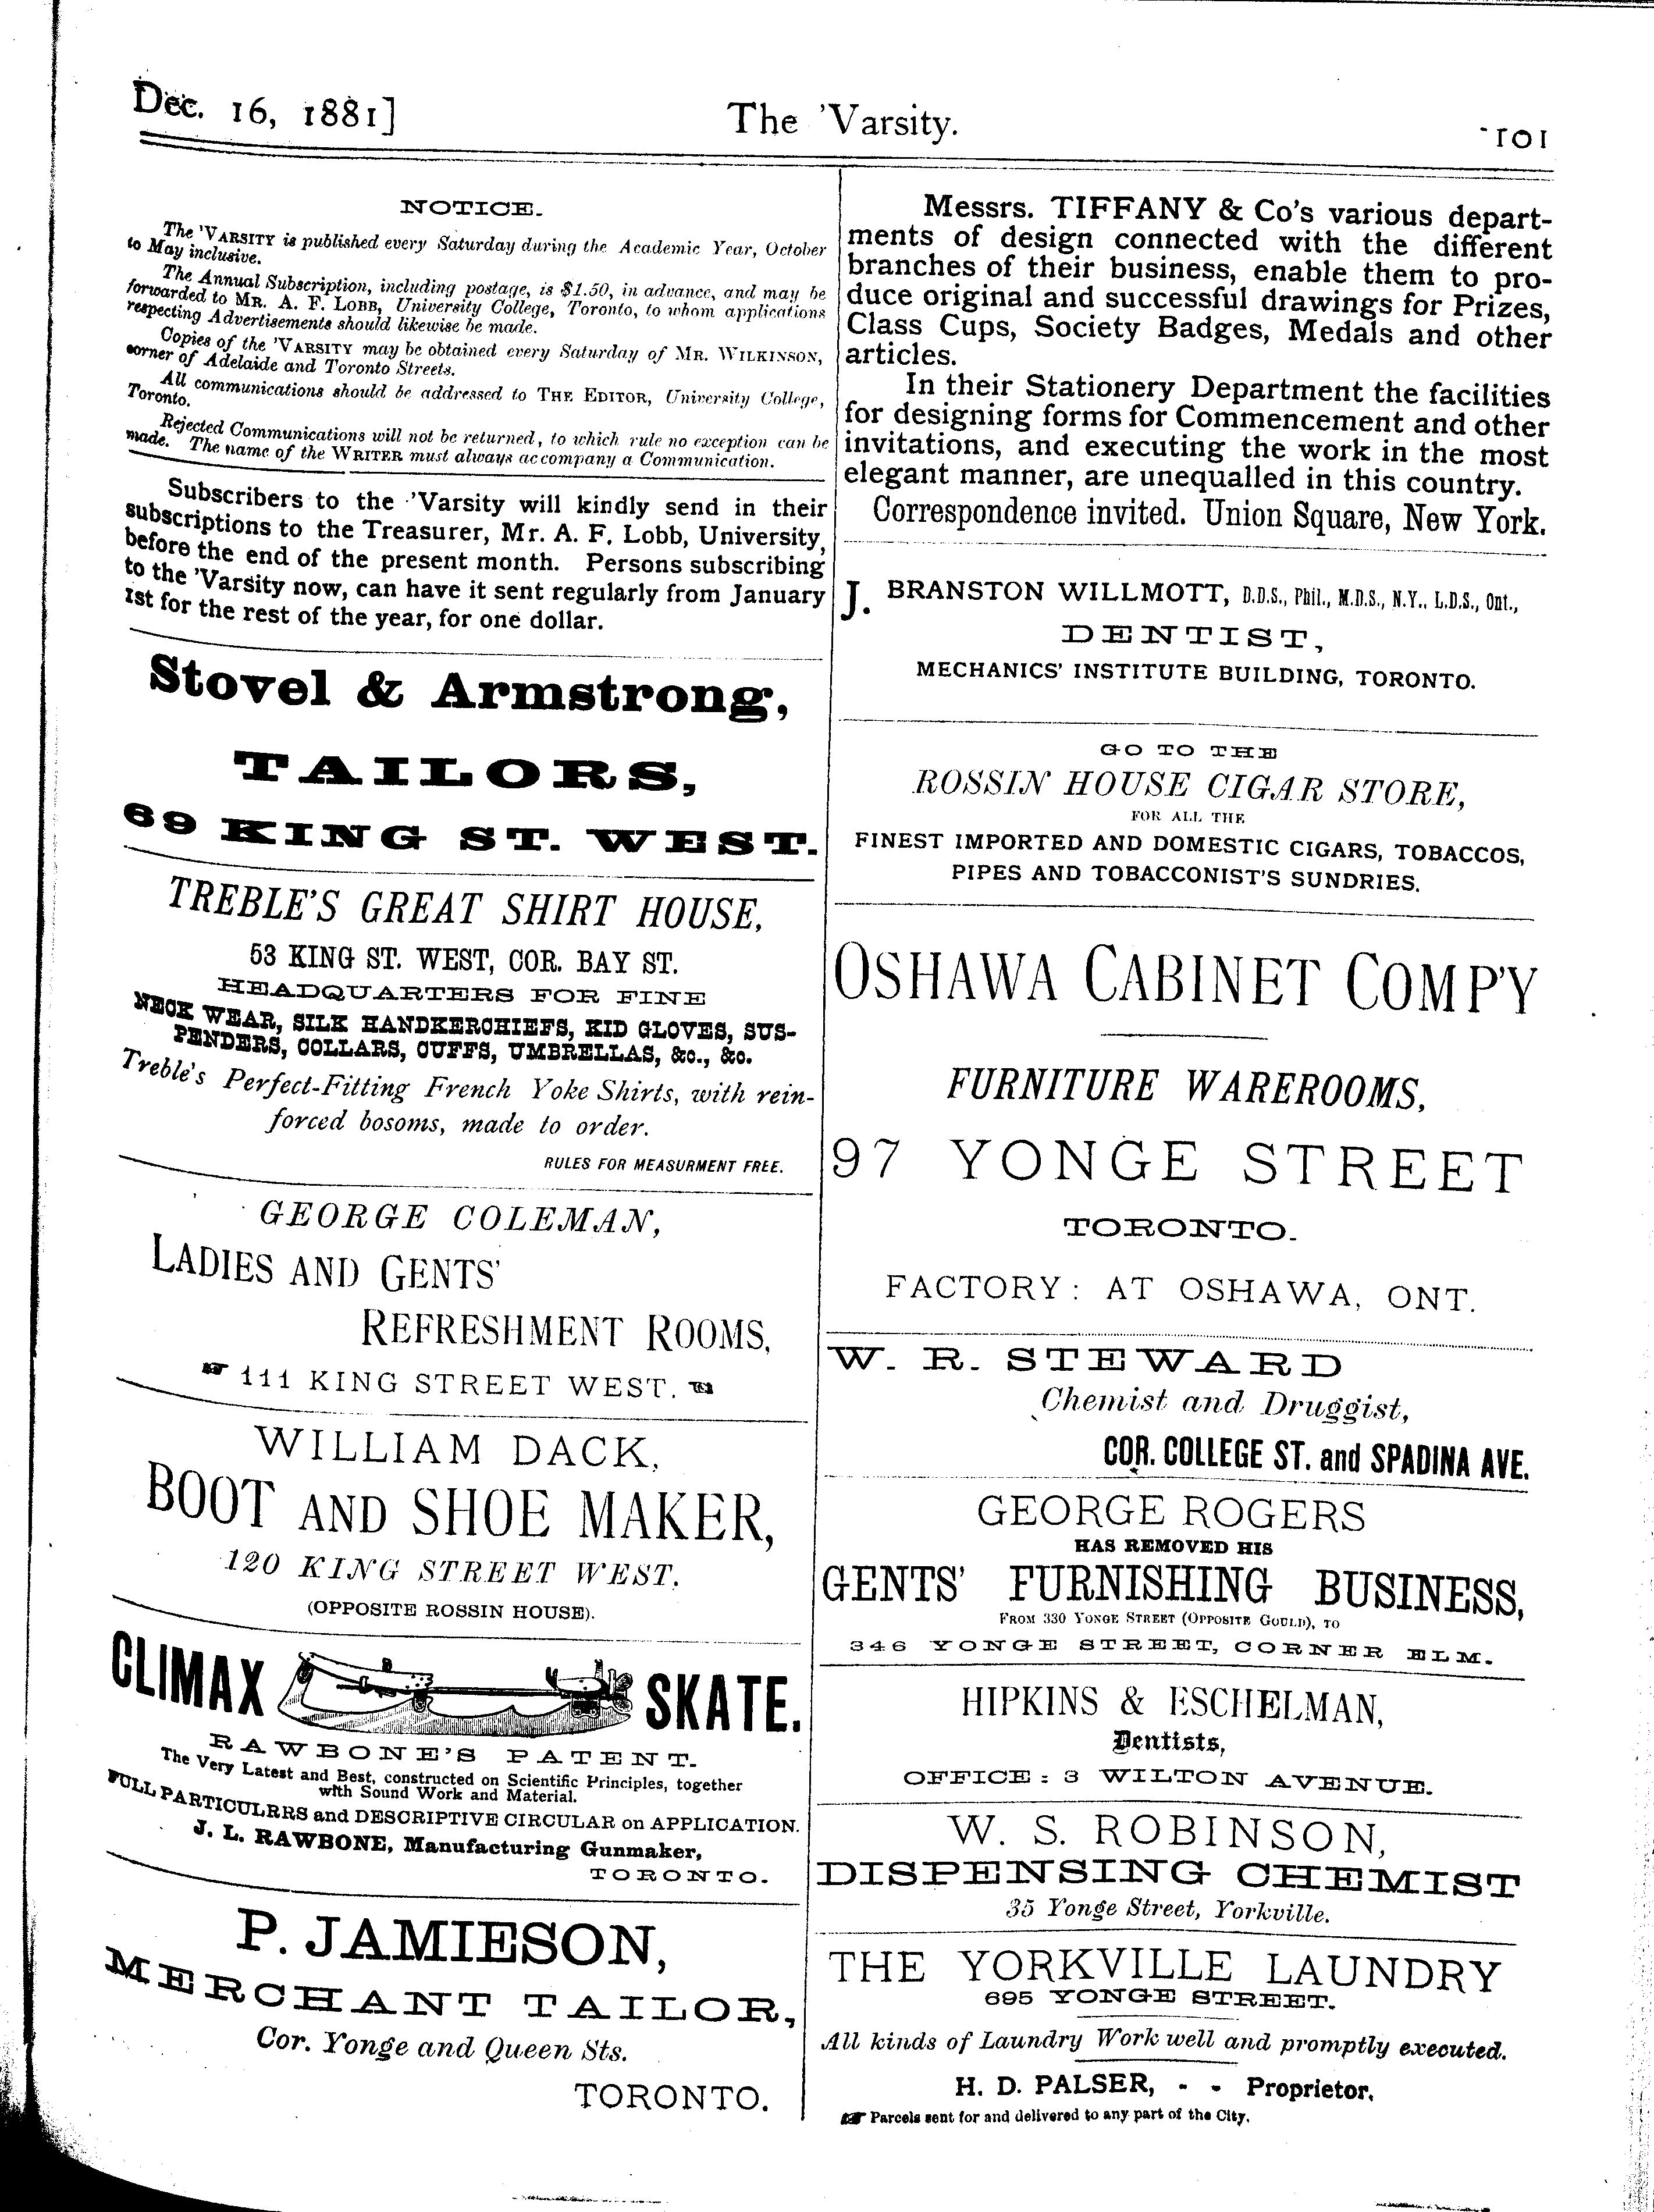 Dec. 16, 1881]
The 'Varsity.
101
NOTICE.
The 'VARSITY is published every Saturday during the Academic Year, October
to May inclusive.
The Annual Subscription, including postage, is $1.50, in advance, and may be
forwarded to MR. A. F. LOBB, University College, Toronto, to whom applications
respecting Advertisements should likewise be made.
Copies of the 'VARSITY may be obtained every Saturday of MR. WILKINSON,
corner of Adelaide and Toronto Streets.
All communications should be addressed to THE EDITOR, University College,
Toronto.
Rejected Communications will not be returned, to which rule no exception can be
made. The name of the WRITER must always accompany a Communication.
Subscribers to the 'Varsity will kindly send in their
subscriptions to the Treasurer, Mr. A. F. Lobb, University,
before the end of the present month. Persons subscribing
to the 'Varsity now, can have it sent regularly from January
1st for the rest of the year, for one dollar.
Stovel & Armstrong,
TAILORS,
69 KING ST. WEST.
TREBLE'S GREAT SHIRT HOUSE,
53 KING ST. WEST, COR. BAY ST.
HEADQUARTERS FOR FINE
NECK WEAR, SILK HANDKERCHIEFS, KID GLOVES, SUS-
PENDERS, COLLARS, CUFFS, UMBRELLAS, &c., &c.
Treble's Perfect-Fitting French Yoke Shirts, with rein-
forced bosoms, made to order.
RULES FOR MEASURMENT FREE.
GEORGE COLEMAN,
LADIES AND GENTS'
REFRESHMENT ROOMS,
☞ 111 KING STREET WEST. ☜
WILLIAM DACK,
BOOT AND SHOE MAKER,
120 KING STREET WEST.
(OPPOSITE ROSSIN HOUSE).
CLIMAX SKATE.
RAWBONE'S PATENT.
The Very Latest and Best, constructed on Scientific Principles, together
with Sound Work and Material.
FULL PARTICULRRS and DESCRIPTIVE CIRCULAR on APPLICATION.
J. L. RAWBONE, Manufacturing Gunmaker,
TORONTO.
P. JAMIESON,
MERCHANT TAILOR,
Cor. Yonge and Queen Sts.
TORONTO.
Messrs. TIFFANY & Co's various depart-
ments of design connected with the different
branches of their business, enable them to pro-
duce original and successful drawings for Prizes,
Class Cups, Society Badges, Medals and other
articles.
In their Stationery Department the facilities
for designing forms for Commencement and other
invitations, and executing the work in the most
elegant manner, are unequalled in this country.
Correspondence invited. Union Square, New York.
J. BRANSTON WILLMOTT, D.D.S., Phil., M.D.S., N.Y., L.D.S., Ont.,
DENTIST,
MECHANICS' INSTITUTE BUILDING, TORONTO.
GO TO THE
ROSSIN HOUSE CIGAR STORE,
FOR ALL THE
FINEST IMPORTED AND DOMESTIC CIGARS, TOBACCOS,
PIPES AND TOBACCONIST'S SUNDRIES.
OSHAWA CABINET COMP'Y
FURNITURE WAREROOMS,
97 YONGE STREET
TORONTO.
FACTORY: AT OSHAWA, ONT.
W. R. STEWARD
Chemist and Druggist,
COR. COLLEGE ST. and SPADINA AVE.
GEORGE ROGERS
HAS REMOVED HIS
GENTS' FURNISHING BUSINESS,
FROM 330 YONGE STREET (OPPOSITE GOULD), TO
346 YONGE STREET, CORNER ELM.
HIPKINS & ESCHELMAN,
Dentists,
OFFICE: 3 WILTON AVENUE.
W. S. ROBINSON,
DISPENSING CHEMIST
35 Yonge Street, Yorkville.
THE YORKVILLE LAUNDRY
695 YONGE STREET.
All kinds of Laundry Work well and promptly executed.
H. D. PALSER, - - Proprietor,
☞ Parcels sent for and delivered to any part of the City.